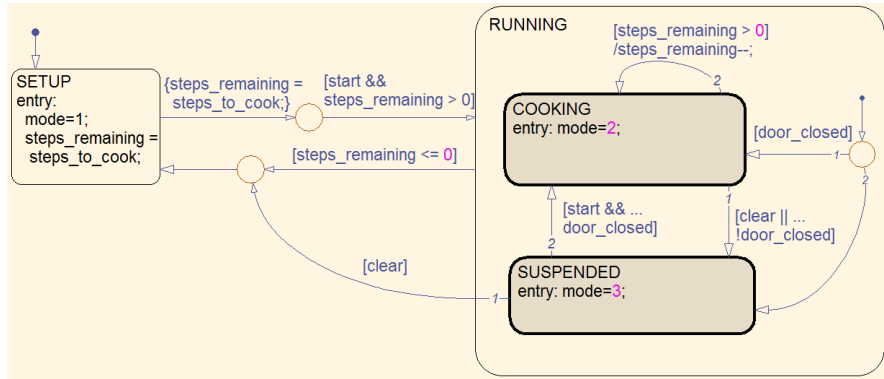 RUNNING
[steps_remaining > 0]
/steps_remaining--;
2
SETUP
entry:
mode=1;
steps_remaining =
steps_to_cook;
{steps_remaining =
steps_to_cook;}
[start &&
steps_remaining > 0]
COOKING
entry: mode=2;
[door_closed]
1
2
[steps_remaining <= 0]
1
[clear || ...
!door_closed]
[start && ...
door_closed]
2
[clear]
1
SUSPENDED
entry: mode=3;